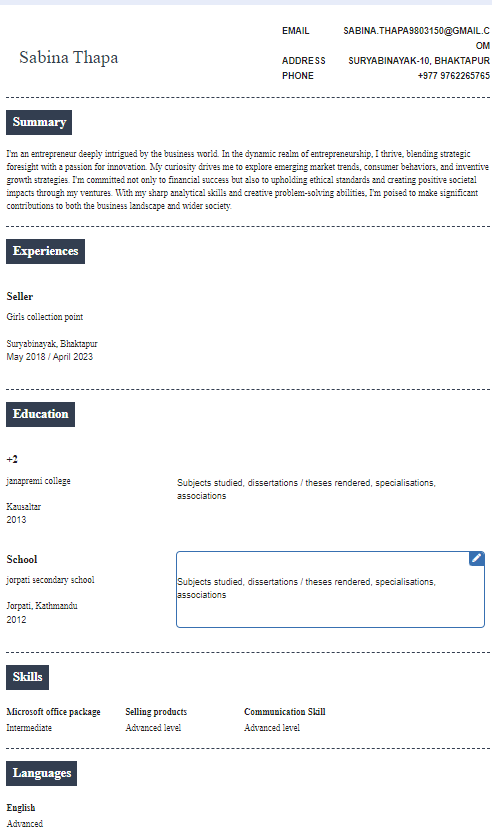 EMAIL SABINA.THAPA9803150@GMAIL.C
OM
Sabina Thapa
ADDRESS SURYABINAYAK-10, BHAKTAPUR
PHONE +977 9762265765
Summary
I'm an entrepreneur deeply intrigued by the business world. In the dynamic realm of entrepreneurship, I thrive, blending strategic
foresight with a passion for innovation. My curiosity drives me to explore emerging market trends, consumer behaviors, and inventive
growth strategies. I'm committed not only to financial success but also to upholding ethical standards and creating positive societal
impacts through my ventures. With my sharp analytical skills and creative problem-solving abilities, I'm poised to make significant
contributions to both the business landscape and wider society.
Experiences
Seller
Girls collection point
Suryabinayak, Bhaktapur
May 2018 / April 2023
Education
+2
janapremi college
Subjects studied, dissertations / theses rendered, specialisations,
associations
Kausaltar
2013
School
jorpati secondary school
Subjects studied, dissertations / theses rendered, specialisations,
associations
Jorpati, Kathmandu
2012
Skills
Microsoft office package Selling products Communication Skill
Intermediate Advanced level Advanced level
Languages
English
Advanced